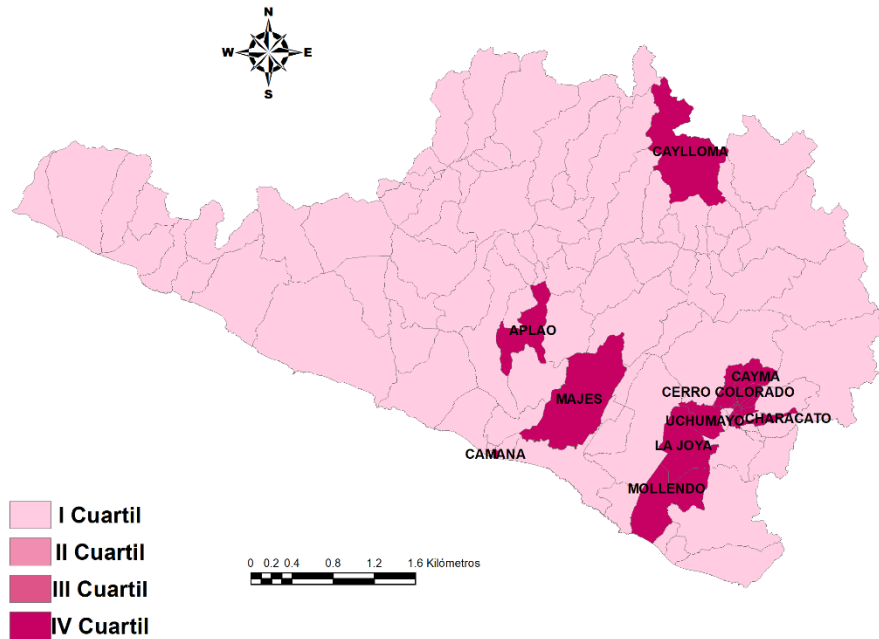 N
W E
S
CAYLLOMA
APLAO
CAYMA
CERRO COLORADO
MAJES
UCHUMAYO
CHARACATO
LA JOYA
CAMANA
MOLLENDO
I Cuartil
II Cuartil
III Cuartil
IV Cuartil
0 0.2 0.4 0.8 1.2 1.6 Kilómetros